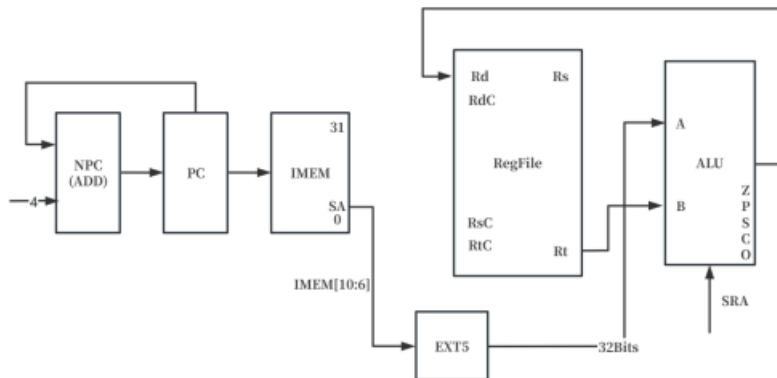 NPC
(ADD)
4
PC
31
IMEM
SA
0
IMEM[10:6]
EXT5
32Bits
Rd
Rs
RdC
RegFile
RsC
RtC
Rt
A
ALU
B
Z
P
S
C
O
SRA